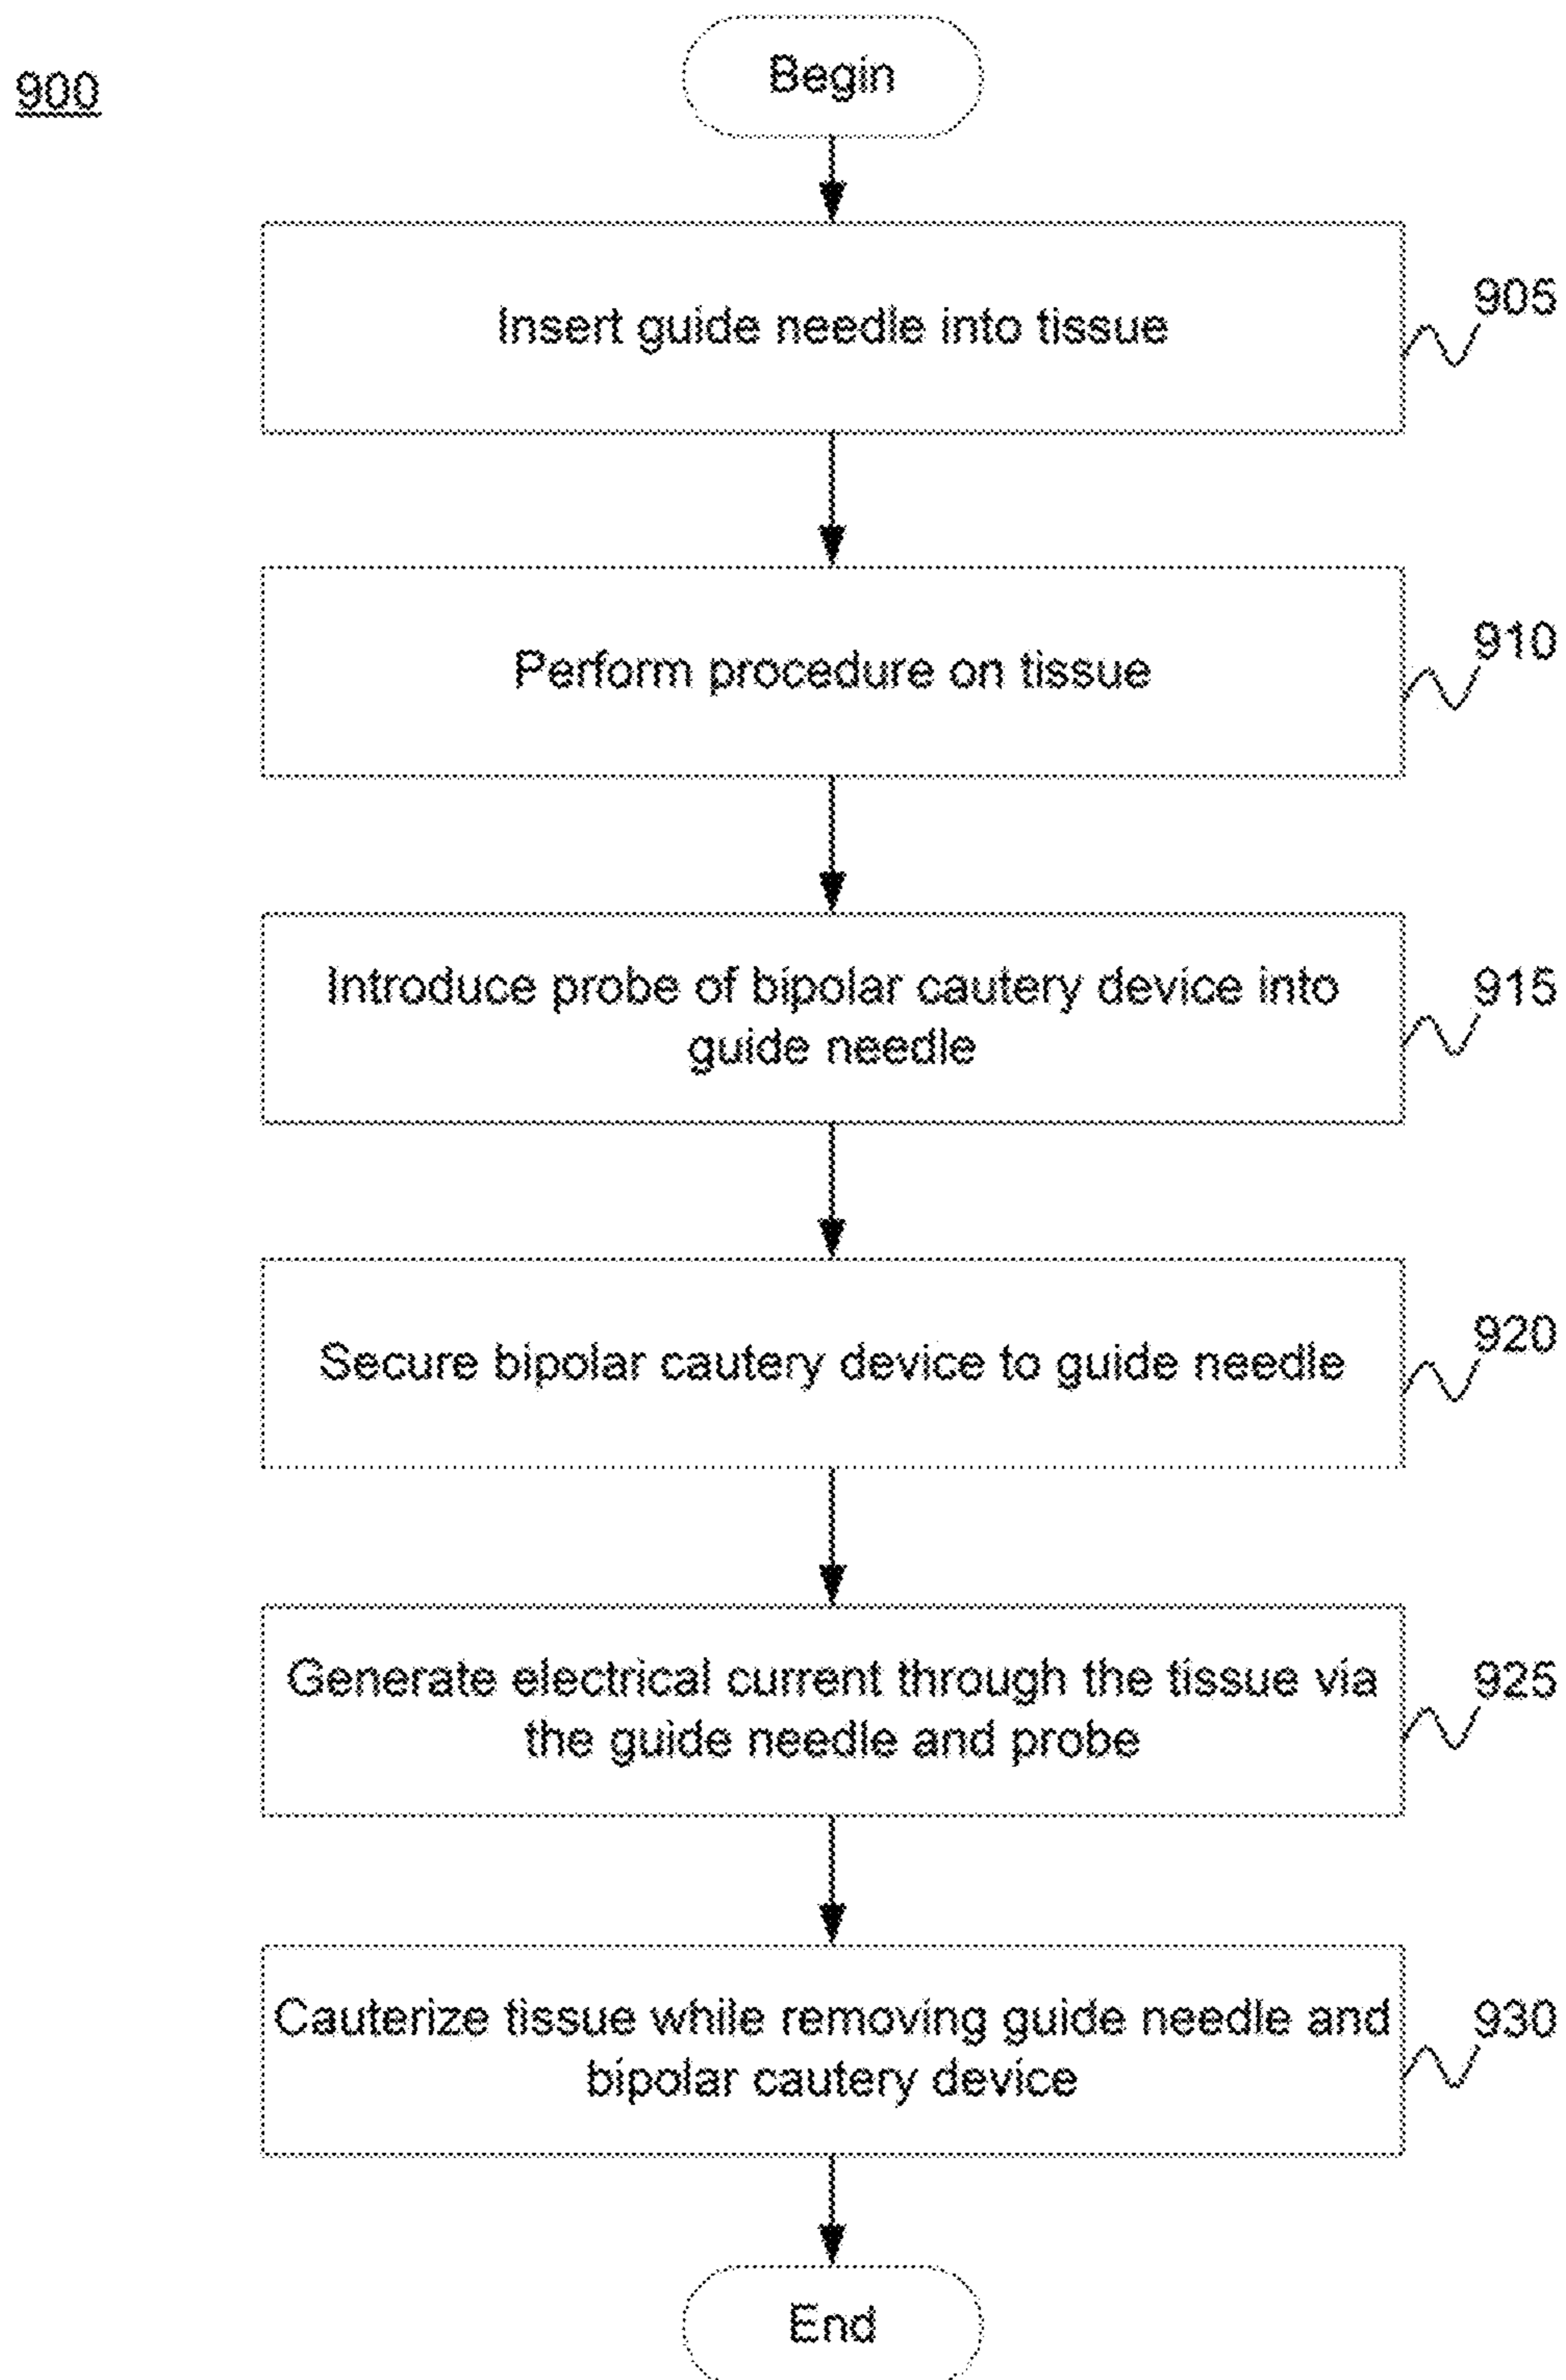 900
Begin
Insert guide needle into tissue
905
Perform procedure on tissue
910
Introduce probe of bipolar cautery device into
guide needle
915
Secure bipolar cautery device to guide needle
920
Generate electrical current through the tissue via
the guide needle and probe
925
Cauterize tissue while removing guide needle and
bipolar cautery device
930
End